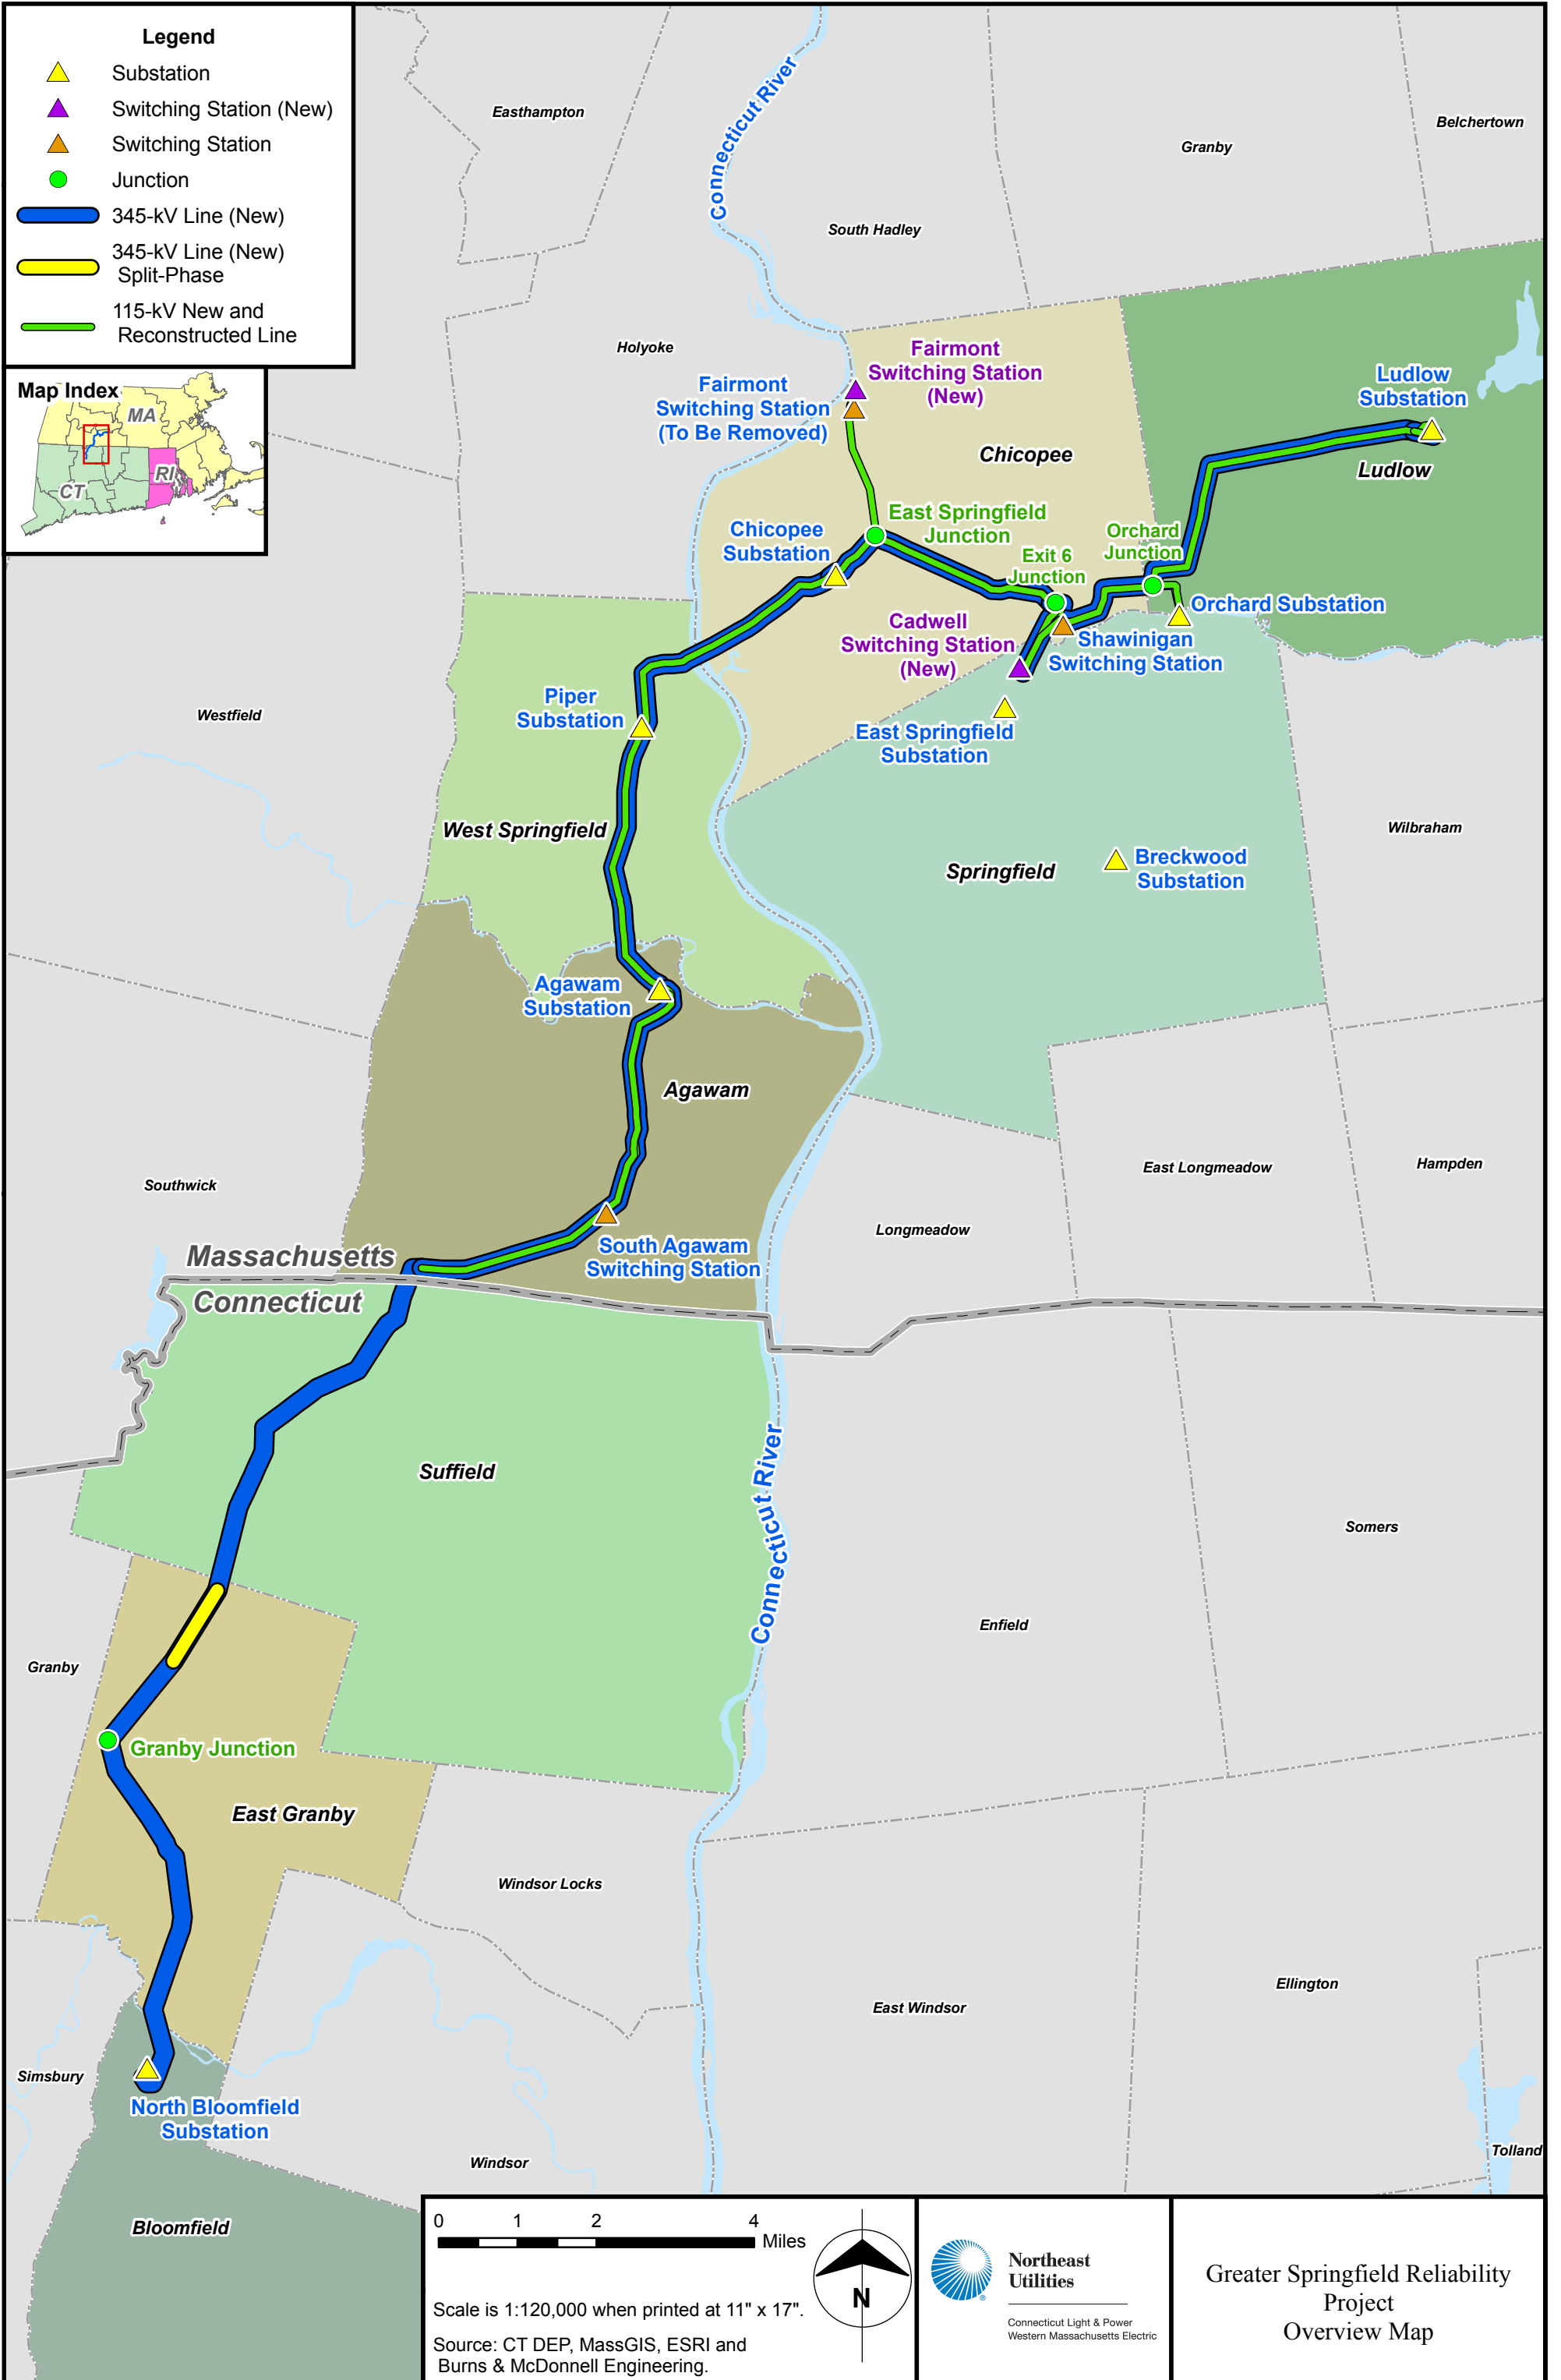 Legend
Substation
Switching Station (New)
Switching Station
Junction
345-kV Line (New)
345-kV Line (New)
Split-Phase
115-kV New and
Reconstructed Line
Map Index
MA
CT
RI
Connecticut River
Easthampton
Belchertown
Granby
South Hadley
Holyoke
Fairmont
Switching Station
(New)
Fairmont
Switching Station
(To Be Removed)
Ludlow
Substation
Chicopee
Ludlow
East Springfield
Junction
Chicopee
Substation
Orchard
Junction
Exit 6
Junction
Orchard Substation
Cadwell
Switching Station
(New)
Shawinigan
Switching Station
Piper
Substation
Westfield
East Springfield
Substation
West Springfield
Wilbraham
Springfield
Breckwood
Substation
Agawam
Substation
Agawam
Southwick
East Longmeadow
Hampden
Longmeadow
South Agawam
Switching Station
Massachusetts
Connecticut
Suffield
Connecticut River
Somers
Enfield
Granby
Granby Junction
East Granby
Windsor Locks
Ellington
East Windsor
Simsbury
North Bloomfield
Substation
Windsor
Tolland
Bloomfield
0 1 2 4
Miles
N
Scale is 1:120,000 when printed at 11" x 17".
Source: CT DEP, MassGIS, ESRI and
Burns & McDonnell Engineering.
Northeast
Utilities
®
Connecticut Light & Power
Western Massachusetts Electric
Greater Springfield Reliability
Project
Overview Map